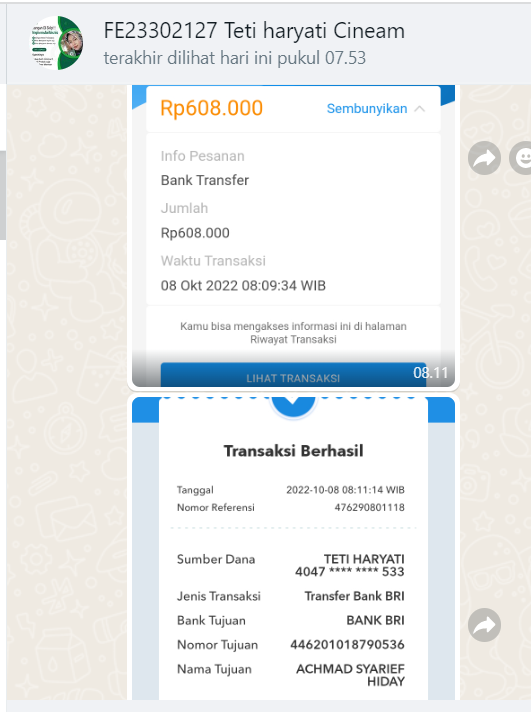 FE23302127 Teti haryati Cineam
terakhir dilihat hari ini pukul 07.53
Rp608.000 Sembunyikan
Info Pesanan
Bank Transfer
Jumlah
Rp608.000
Waktu Transaksi
08 Okt 2022 08:09:34 WIB
Kamu bisa mengakses informasi ini di halaman
Riwayat Transaksi
LIHAT TRANSAKSI
08.11
Transaksi Berhasil
Tanggal 2022-10-08 08:11:14 WIB
Nomor Referensi 476290801118
Sumber Dana TETI HARYATI
4047 **** **** 533
Jenis Transaksi Transfer Bank BRI
Bank Tujuan BANK BRI
Nomor Tujuan 446201018790536
Nama Tujuan ACHMAD SYARIEF
HIDAY